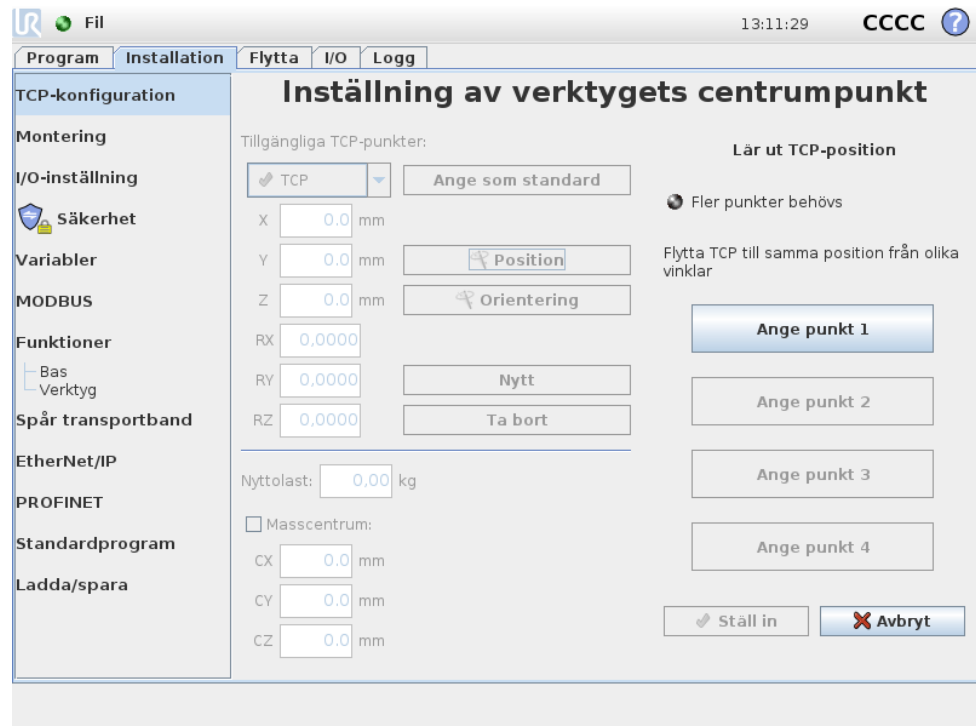 UR Fil 13:11:29 CCCC ?
Program Installation Flytta I/O Logg
TCP-konfiguration
Montering
I/O-inställning
Säkerhet
Variabler
MODBUS
Funktioner
Bas
Verktyg
Spår transportband
EtherNet/IP
PROFINET
Standardprogram
Ladda/spara
Inställning av verktygets centrumpunkt
Tillgängliga TCP-punkter:
TCP Ange som standard
X 0.0 mm
Y 0.0 mm Position
Z 0.0 mm Orientering
RX 0,0000
RY 0,0000 Nytt
RZ 0,0000 Ta bort
Nyttolast: 0,00 kg
Masscentrum:
CX 0.0 mm
CY 0.0 mm
CZ 0.0 mm
Lär ut TCP-position
Fler punkter behövs
Flytta TCP till samma position från olika
vinklar
Ange punkt 1
Ange punkt 2
Ange punkt 3
Ange punkt 4
Ställ in Avbryt